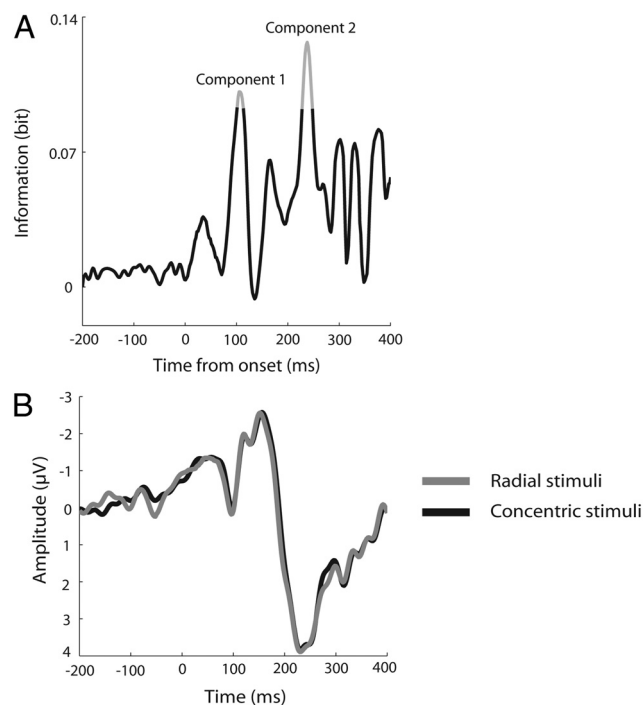 A
0.14
Component 2
Component 1
Information (bit)
0.07
0
-200
-100
0
100
200
300
400
Time from onset (ms)
B
-3
-2
-1
0
1
2
3
4
Amplitude (µV)
Radial stimuli
Concentric stimuli
-200
-100
0
100
200
300
400
Time (ms)